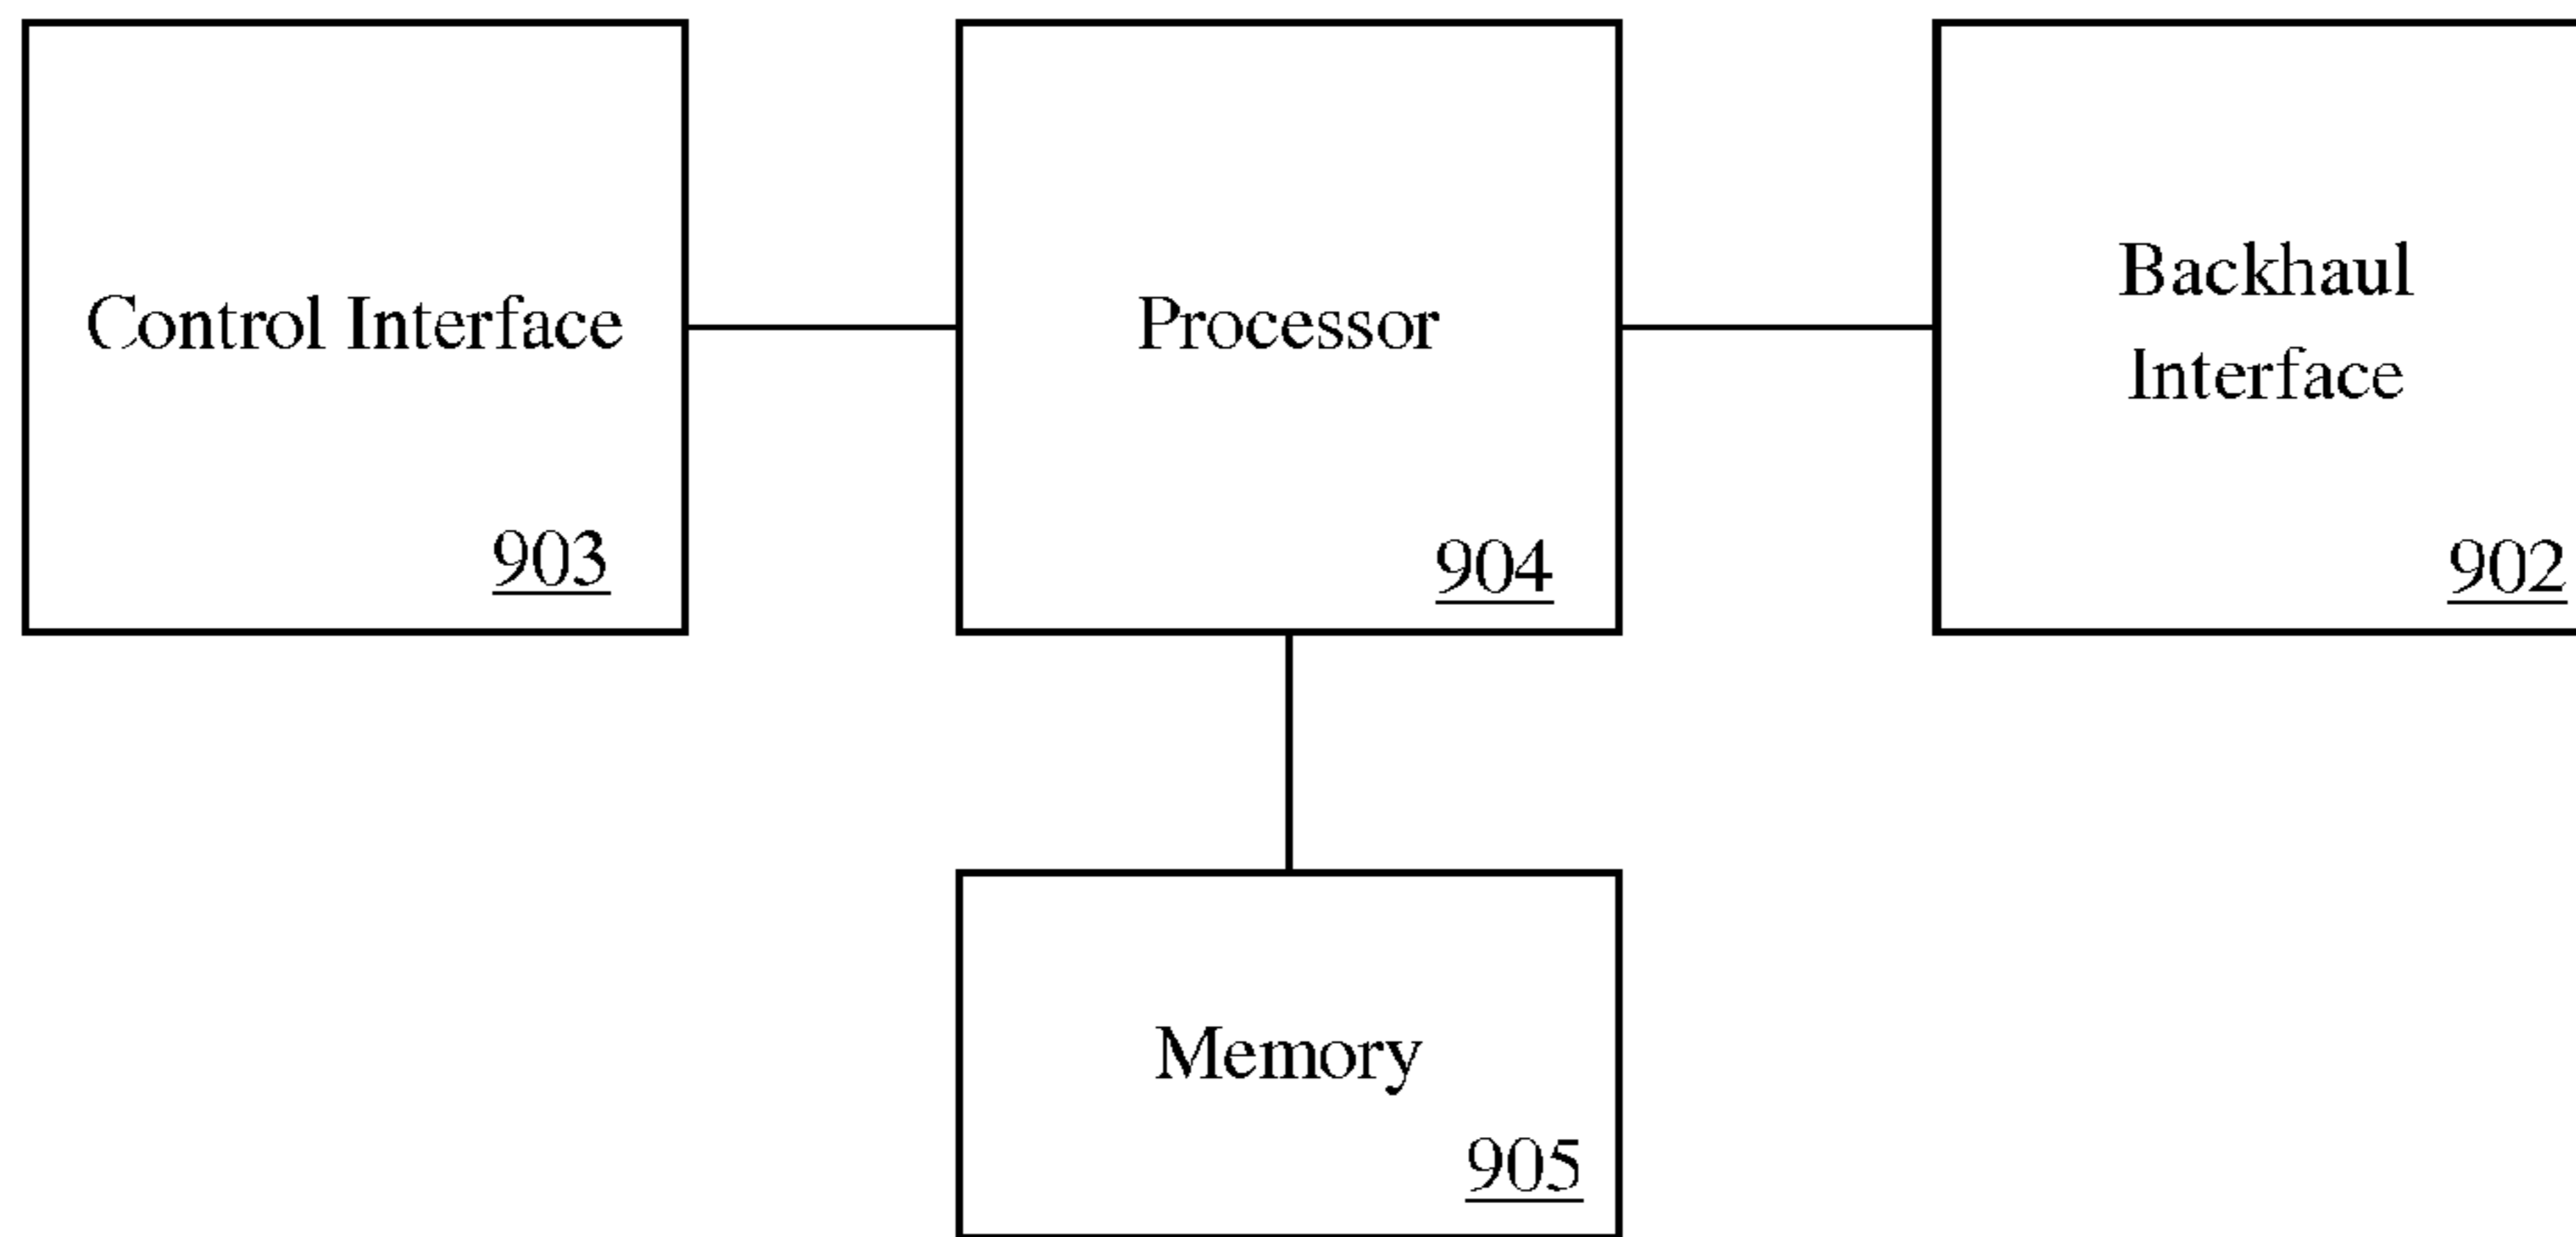 Control Interface
903
Processor
904
Backhaul
Interface
902
Memory
905